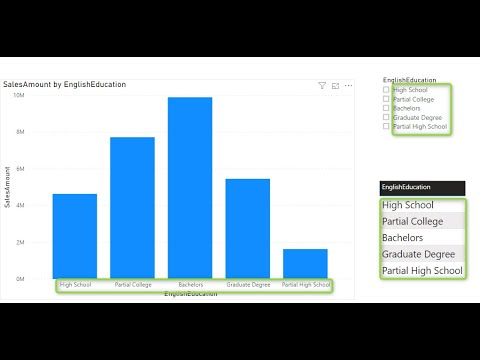 SalesAmount by EnglishEducation
10M
8M
6M
4M
2M
0M
SalesAmount
High School
Partial College
Bachelors
Graduate Degree
Partial High School
EnglishEducation
EnglishEducation
High School
Partial College
Bachelors
Graduate Degree
Partial High School
EnglishEducation
High School
Partial College
Bachelors
Graduate Degree
Partial High School